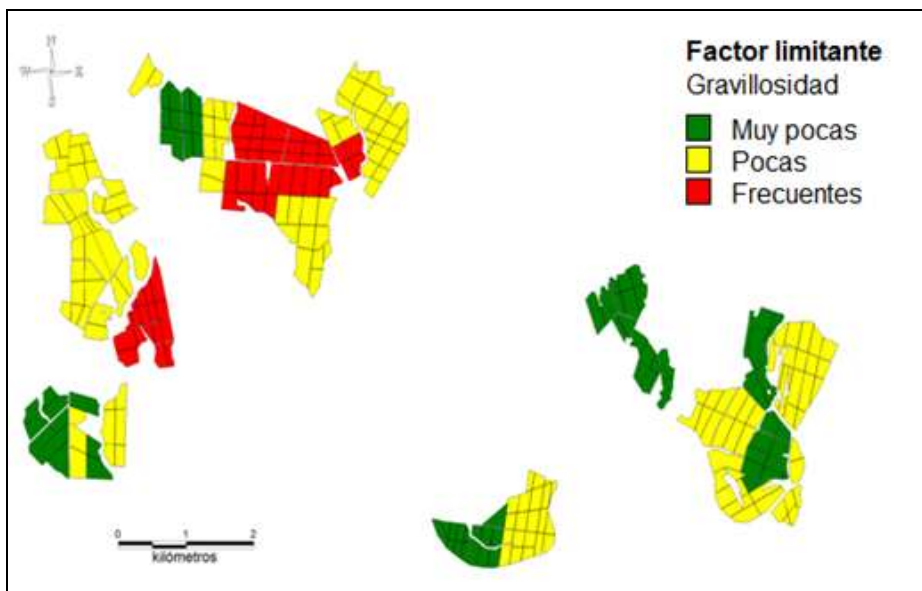 N
W E
S
Factor limitante
Gravillosidad
Muy pocas
Pocas
Frecuentes
0 1 2
kilómetros